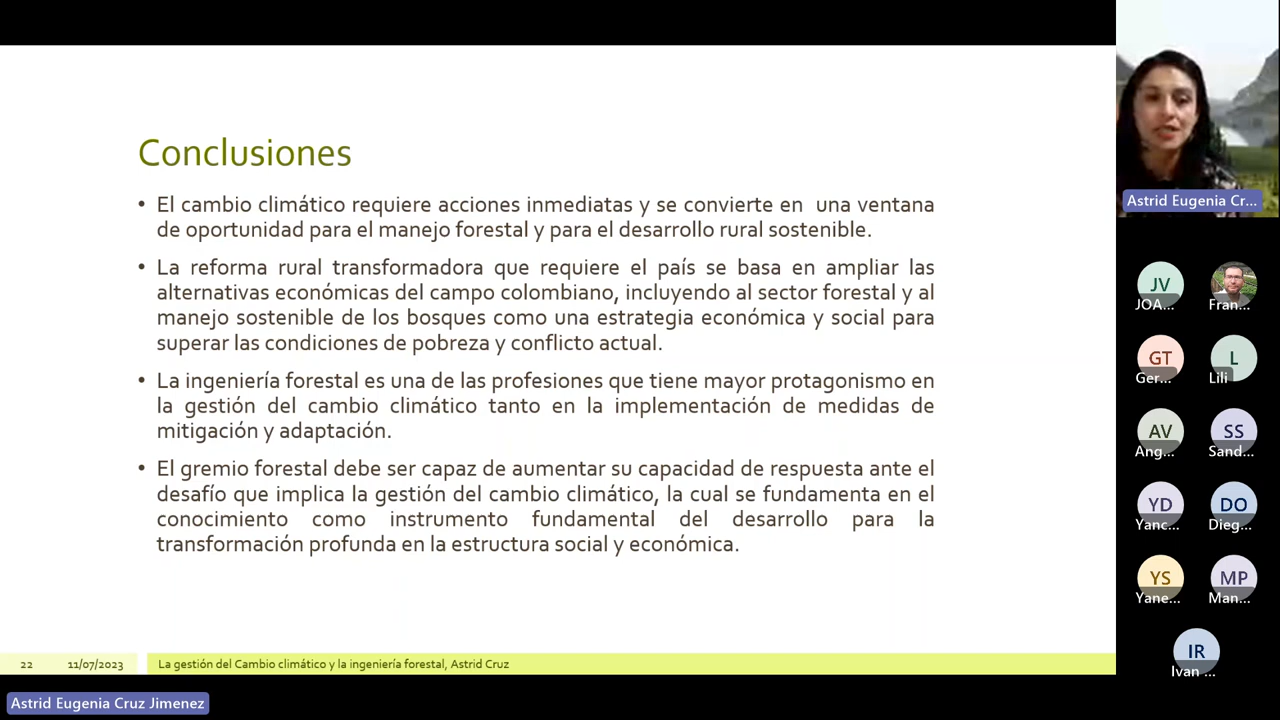 Conclusiones
• El cambio climático requiere acciones inmediatas y se convierte en una ventana
de oportunidad para el manejo forestal y para el desarrollo rural sostenible.
• La reforma rural transformadora que requiere el país se basa en ampliar las
alternativas económicas del campo colombiano, incluyendo al sector forestal y al
manejo sostenible de los bosques como una estrategia económica y social para
superar las condiciones de pobreza y conflicto actual.
• La ingeniería forestal es una de las profesiones que tiene mayor protagonismo en
la gestión del cambio climático tanto en la implementación de medidas de
mitigación y adaptación.
• El gremio forestal debe ser capaz de aumentar su capacidad de respuesta ante el
desafío que implica la gestión del cambio climático, la cual se fundamenta en el
conocimiento como instrumento fundamental del desarrollo para la
transformación profunda en la estructura social y económica.
22 11/07/2023 La gestión del Cambio climático y la ingeniería forestal, Astrid Cruz
Astrid Eugenia Cruz Jimenez
Astrid Eugenia Cr...
JV
JOA...
Fran...
GT
Ger...
L
Lili
AV
Ang...
SS
Sand...
YD
Yanc...
DO
Dieg...
YS
Yane...
MP
Man...
IR
Ivan ...